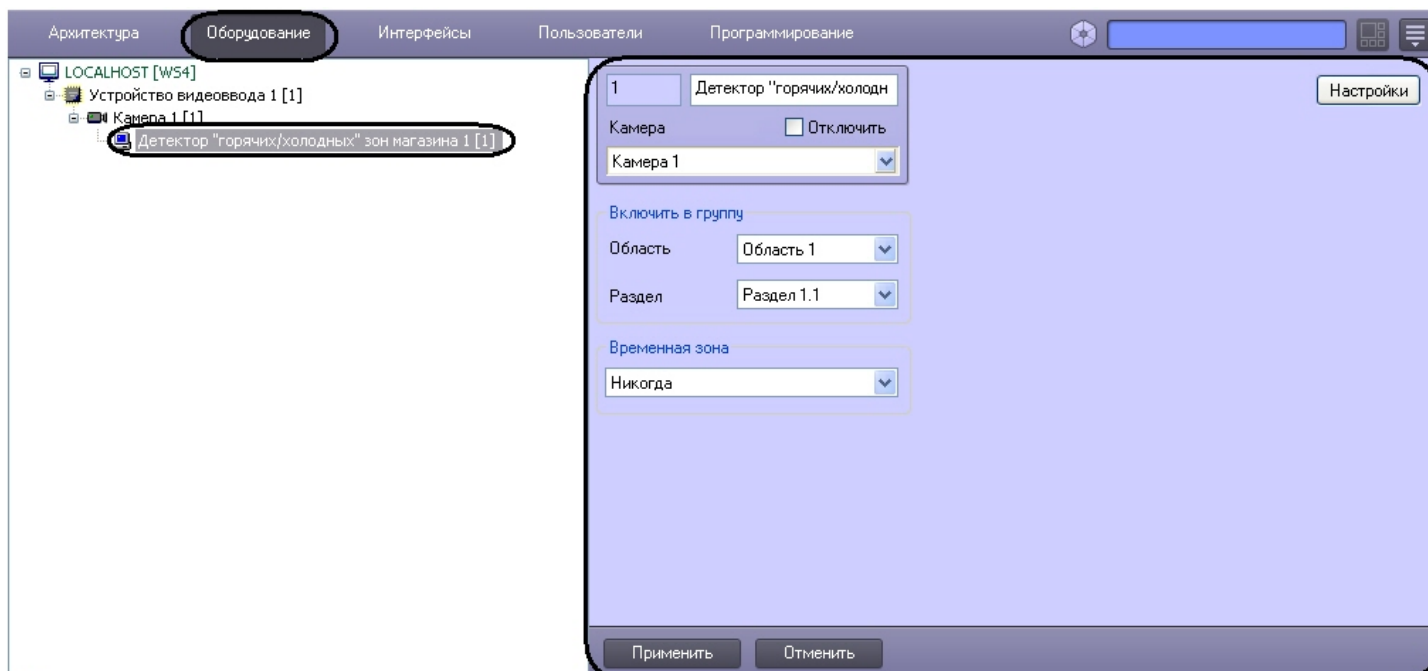 Архитектура Оборудование Интерфейсы Пользователи Программирование
LOCALHOST [WS4]
Устройство видеоввода 1 [1]
Камера 1 [1]
Детектор "горячих/холодных" зон магазина 1 [1]
1 Детектор "горячих/холодн
Настройки
Камера Отключить
Камера 1
Включить в группу
Область Область 1
Раздел Раздел 1.1
Временная зона
Никогда
Применить Отменить